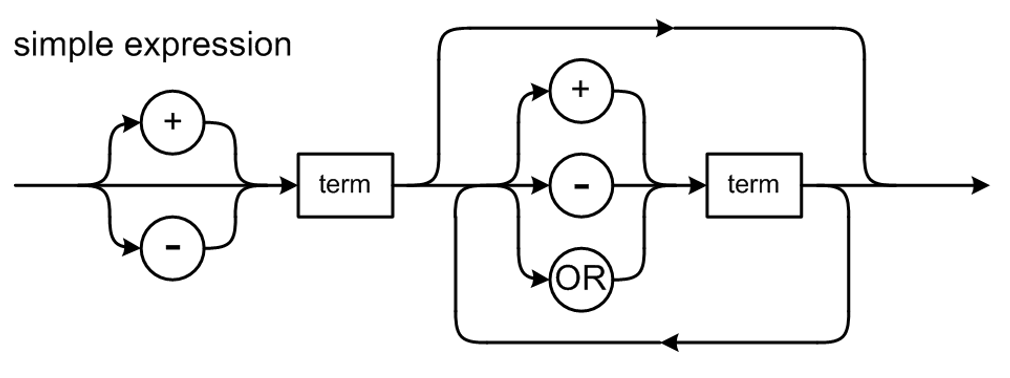 simple expression
+
+
term
-
term
-
OR